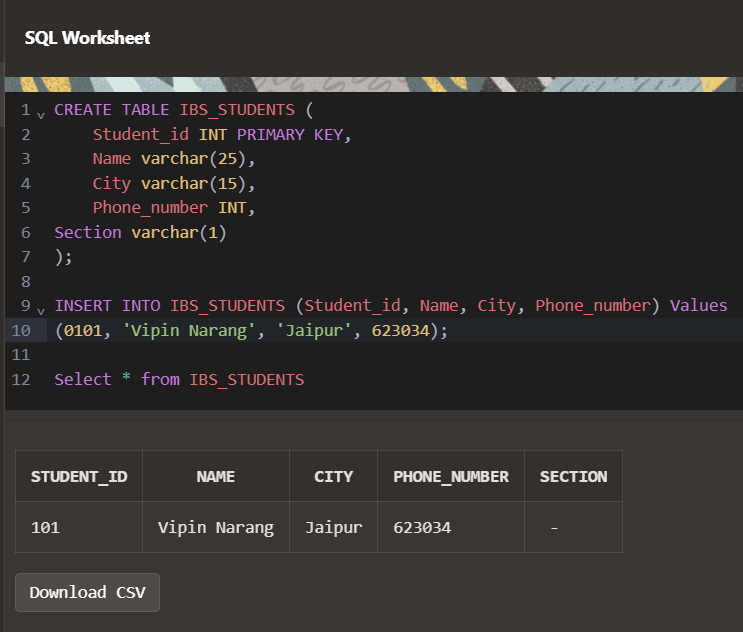 SQL Worksheet
1 CREATE TABLE IBS_STUDENTS (
2 Student_id INT PRIMARY KEY,
3 Name varchar(25),
4 City varchar(15),
5 Phone_number INT,
6 Section varchar(1)
7 );
8
9 INSERT INTO IBS_STUDENTS (Student_id, Name, City, Phone_number) Values
10 (0101, 'Vipin Narang', 'Jaipur', 623034);
11
12 Select * from IBS_STUDENTS
STUDENT_ID NAME CITY PHONE_NUMBER SECTION
101 Vipin Narang Jaipur 623034 -
Download CSV